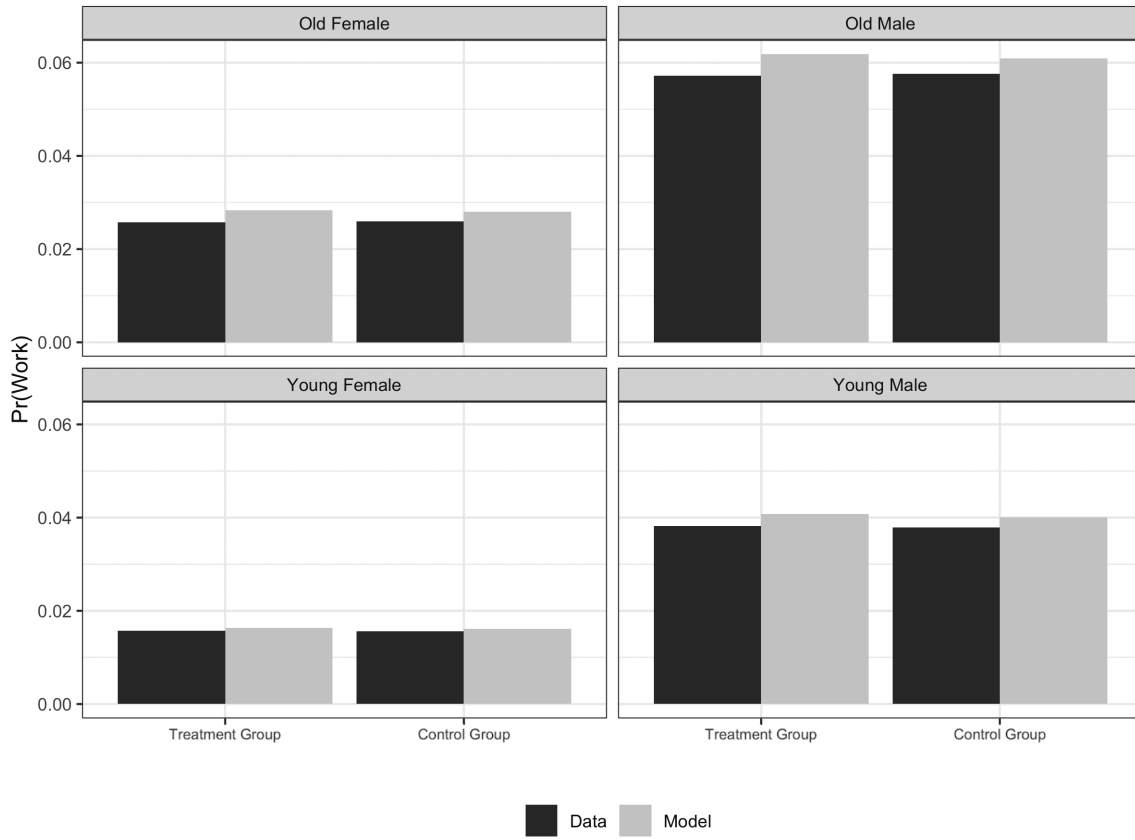 Old Female
Old Male
0.06
0.04
0.02
0.00
Pr(Work)
Young Female
Young Male
0.06
0.04
0.02
0.00
Treatment Group
Control Group
Treatment Group
Control Group
Data
Model